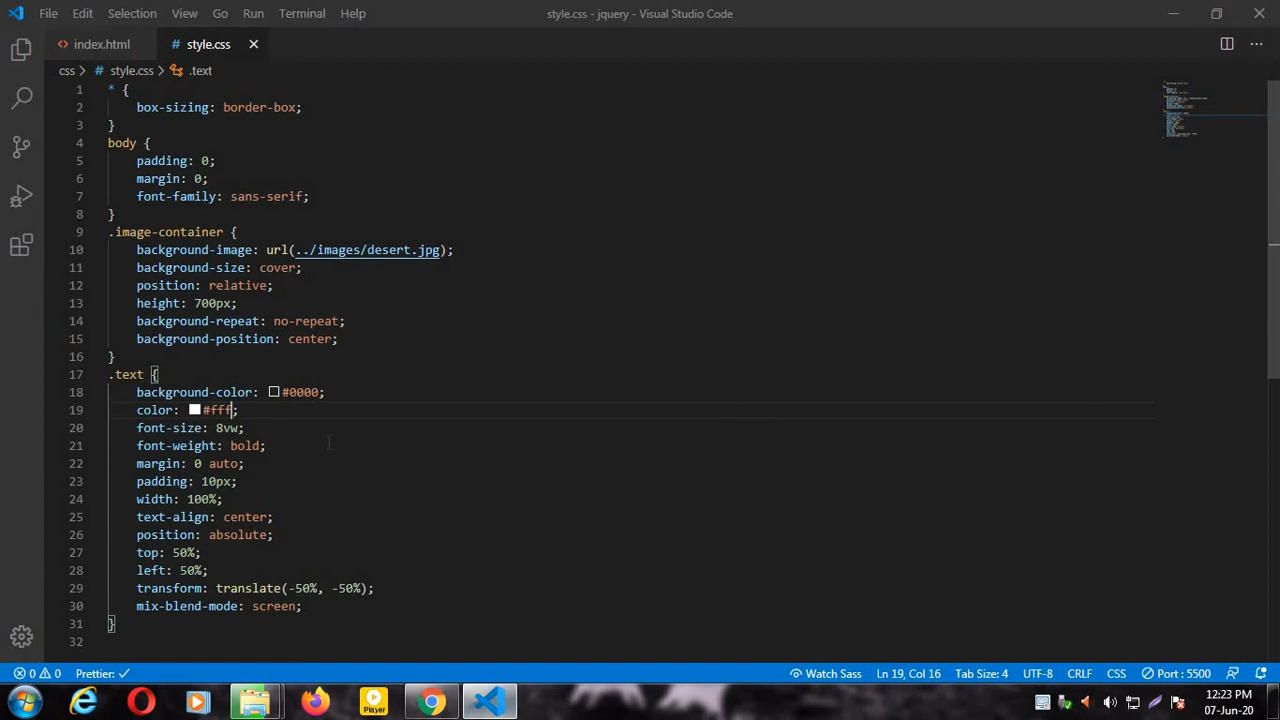 File Edit Selection View Go Run Terminal Help
style.css - jquery - Visual Studio Code
index.html
# style.css
css > # style.css > .text
1 * {
2 box-sizing: border-box;
3 }
4 body {
5 padding: 0;
6 margin: 0;
7 font-family: sans-serif;
8 }
9 .image-container {
10 background-image: url(../images/desert.jpg);
11 background-size: cover;
12 position: relative;
13 height: 700px;
14 background-repeat: no-repeat;
15 background-position: center;
16 }
17 .text {
18 background-color: #0000;
19 color: #fff;
20 font-size: 8vw;
21 font-weight: bold;
22 margin: 0 auto;
23 padding: 10px;
24 width: 100%;
25 text-align: center;
26 position: absolute;
27 top: 50%;
28 left: 50%;
29 transform: translate(-50%, -50%);
30 mix-blend-mode: screen;
31 }
32
0 0 Prettier: ✓ Watch Sass Ln 19, Col 16 Tab Size: 4 UTF-8 CRLF CSS Port : 5500
Player
12:23 PM
07-Jun-20